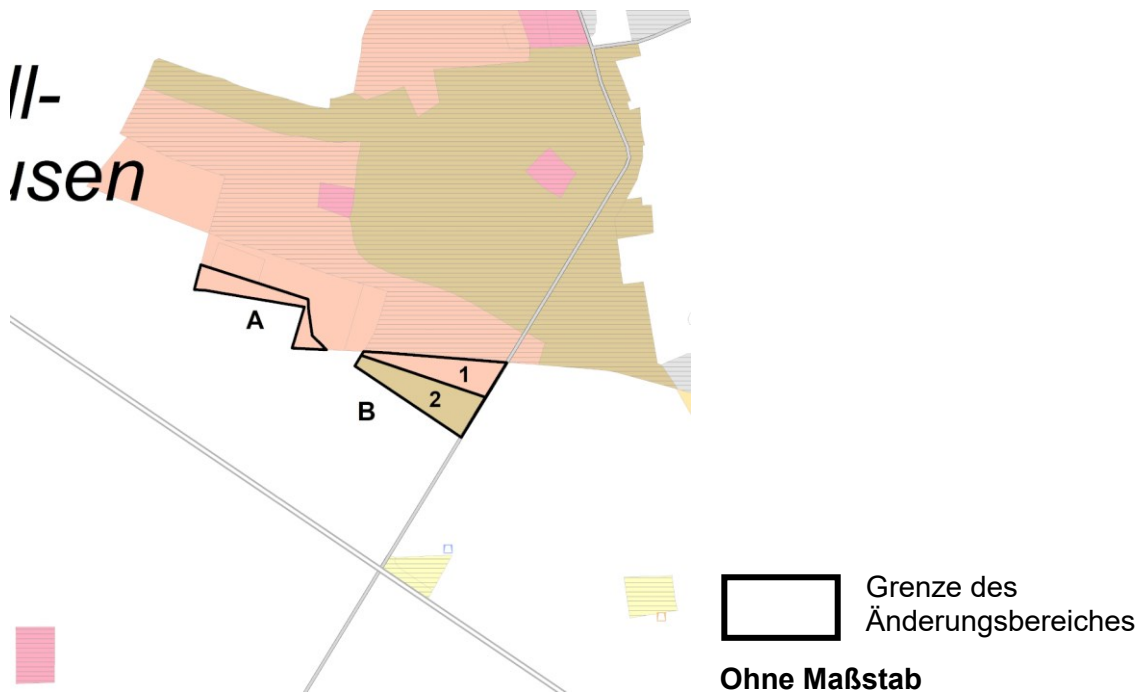 ll-
usen
A
1
2
B
Grenze des
Änderungsbereiches
Ohne Maßstab